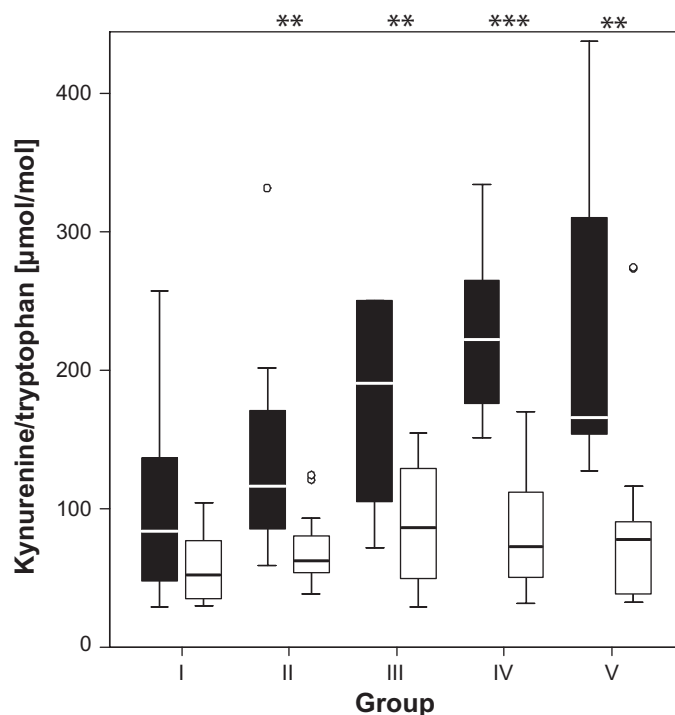 ** ** *** **
400
300
200
100
0
Kynurenine/tryptophan [µmol/mol]
I II III IV V
Group